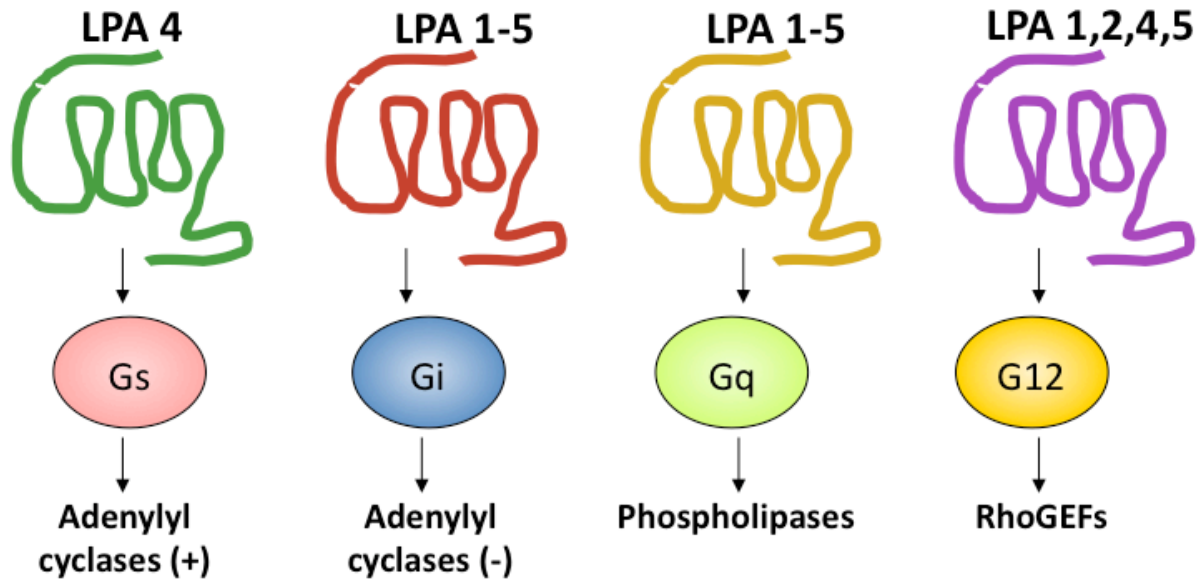 LPA 4
LPA 1-5
LPA 1-5
LPA 1,2,4,5
Gs
Gi
Gq
G12
Adenylyl
cyclases (+)
Adenylyl
cyclases (-)
Phospholipases
RhoGEFs